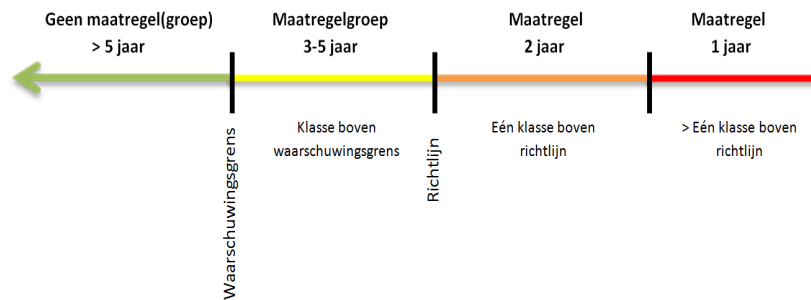 Geen maatregel(groep)
> 5 jaar
Maatregelgroep
3-5 jaar
Maatregel
2 jaar
Maatregel
1 jaar
Waarschuwingsgrens
Klasse boven
waarschuwingsgrens
Richtlijn
Eén klasse boven
richtlijn
> Eén klasse boven
richtlijn